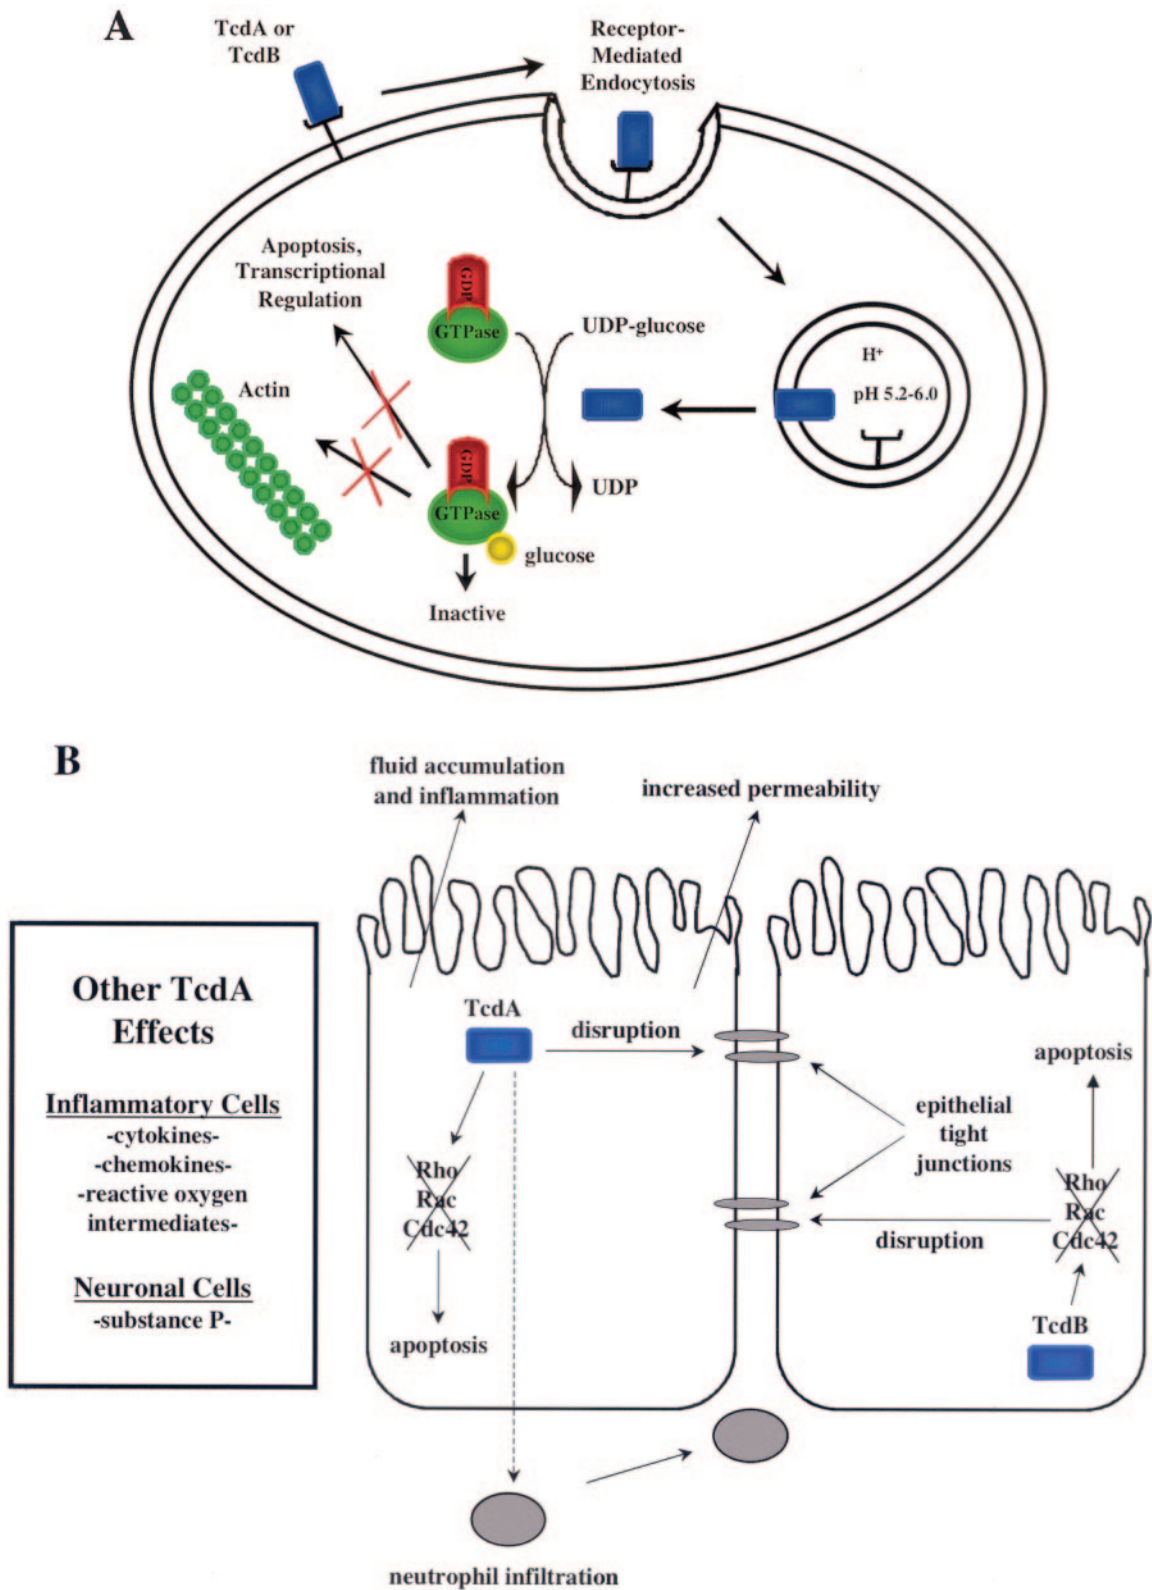 A
TcdA or
TcdB
Receptor-
Mediated
Endocytosis
Apoptosis,
Transcriptional
Regulation
GDP
GTPase
UDP-glucose
H+
pH 5.2-6.0
Actin
GDP
GTPase
UDP
glucose
Inactive
B
fluid accumulation
and inflammation
increased permeability
Other TcdA
Effects
Inflammatory Cells
-cytokines-
-chemokines-
-reactive oxygen
intermediates-
Neuronal Cells
-substance P-
TcdA
disruption
Rho
Rac
Cdc42
apoptosis
apoptosis
epithelial
tight
junctions
Rho
Rac
Cdc42
disruption
TcdB
neutrophil infiltration